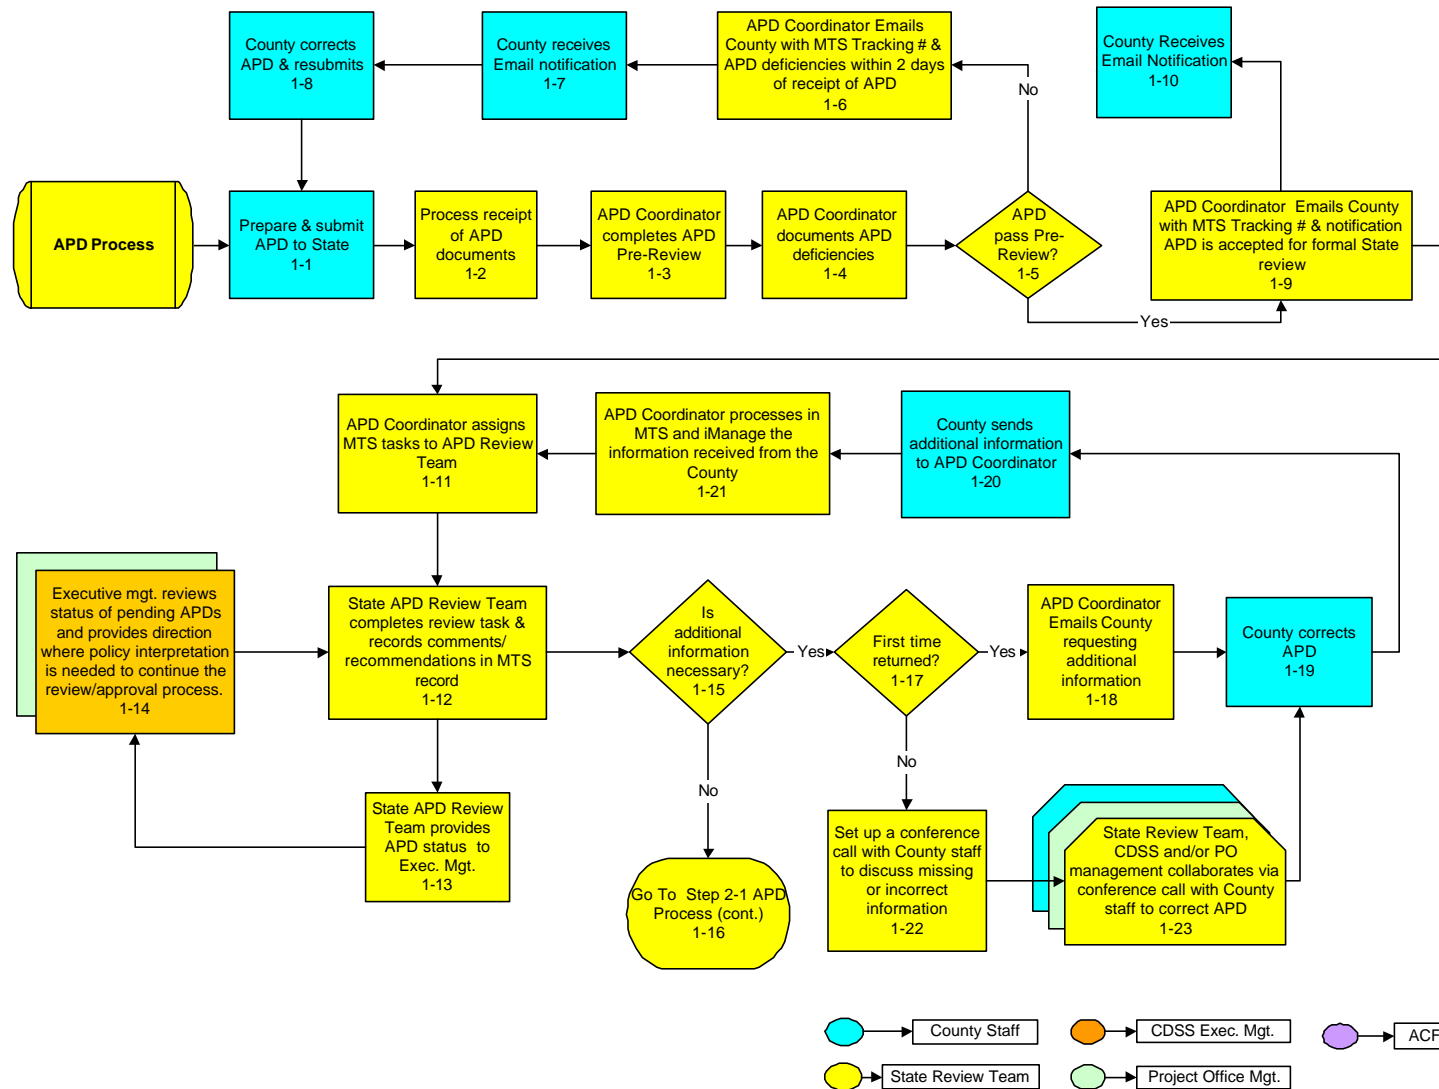 County corrects
APD & resubmits
1-8
County receives
Email notification
1-7
APD Coordinator Emails
County with MTS Tracking # &
APD deficiencies within 2 days
of receipt of APD
1-6
No
County Receives
Email Notification
1-10
APD Process
Prepare & submit
APD to State
1-1
Process receipt
of APD
documents
1-2
APD Coordinator
completes APD
Pre-Review
1-3
APD Coordinator
documents APD
deficiencies
1-4
APD
pass Pre-
Review?
1-5
Yes
APD Coordinator Emails County
with MTS Tracking # & notification
APD is accepted for formal State
review
1-9
APD Coordinator assigns
MTS tasks to APD Review
Team
1-11
APD Coordinator processes in
MTS and iManage the
information received from the
County
1-21
County sends
additional information
to APD Coordinator
1-20
Executive mgt. reviews
status of pending APDs
and provides direction
where policy interpretation
is needed to continue the
review/approval process.
1-14
State APD Review Team
completes review task &
records comments/
recommendations in MTS
record
1-12
Is
additional
information
necessary?
1-15
Yes
First time
returned?
1-17
Yes
APD Coordinator
Emails County
requesting
additional
information
1-18
County corrects
APD
1-19
No
No
State APD Review
Team provides
APD status to
Exec. Mgt.
1-13
Go To Step 2-1 APD
Process (cont.)
1-16
Set up a conference
call with County staff
to discuss missing
or incorrect
information
1-22
State Review Team,
CDSS and/or PO
management collaborates via
conference call with County
staff to correct APD
1-23
County Staff
CDSS Exec. Mgt.
ACF
State Review Team
Project Office Mgt.